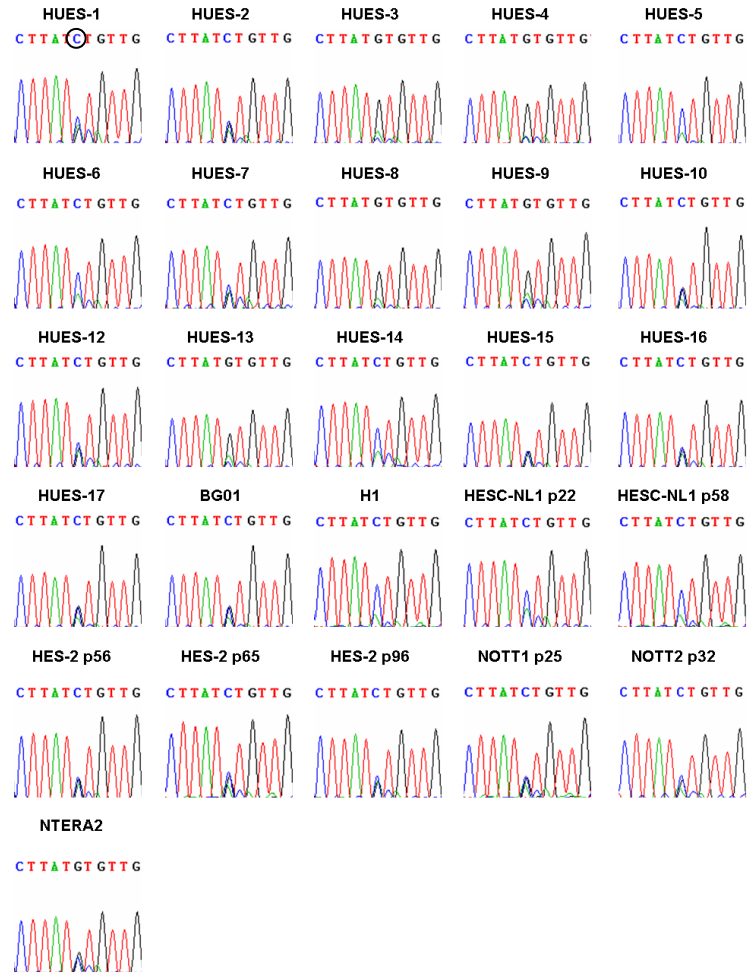 HUES-1 HUES-2 HUES-3 HUES-4 HUES-5
CTTATCTGTTG CTTATCTGTTG CTTATGTGTTG CTTATGTGTTG CTTATCTGTTG
HUES-6 HUES-7 HUES-8 HUES-9 HUES-10
CTTATCTGTTG CTTATCTGTTG CTTATGTGTTG CTTATGTGTTG CTTATCTGTTG
HUES-12 HUES-13 HUES-14 HUES-15 HUES-16
CTTATCTGTTG CTTATGTGTTG CTTATCTGTTG CTTATCTGTTG CTTATCTGTTG
HUES-17 BG01 H1 HESC-NL1 p22 HESC-NL1 p58
CTTATCTGTTG CTTATCTGTTG CTTATCTGTTG CTTATCTGTTG CTTATCTGTTG
HES-2 p56 HES-2 p65 HES-2 p96 NOTT1 p25 NOTT2 p32
CTTATCTGTTG CTTATCTGTTG CTTATCTGTTG CTTATCTGTTG CTTATCTGTTG
NTERA2
CTTATGTGTTG